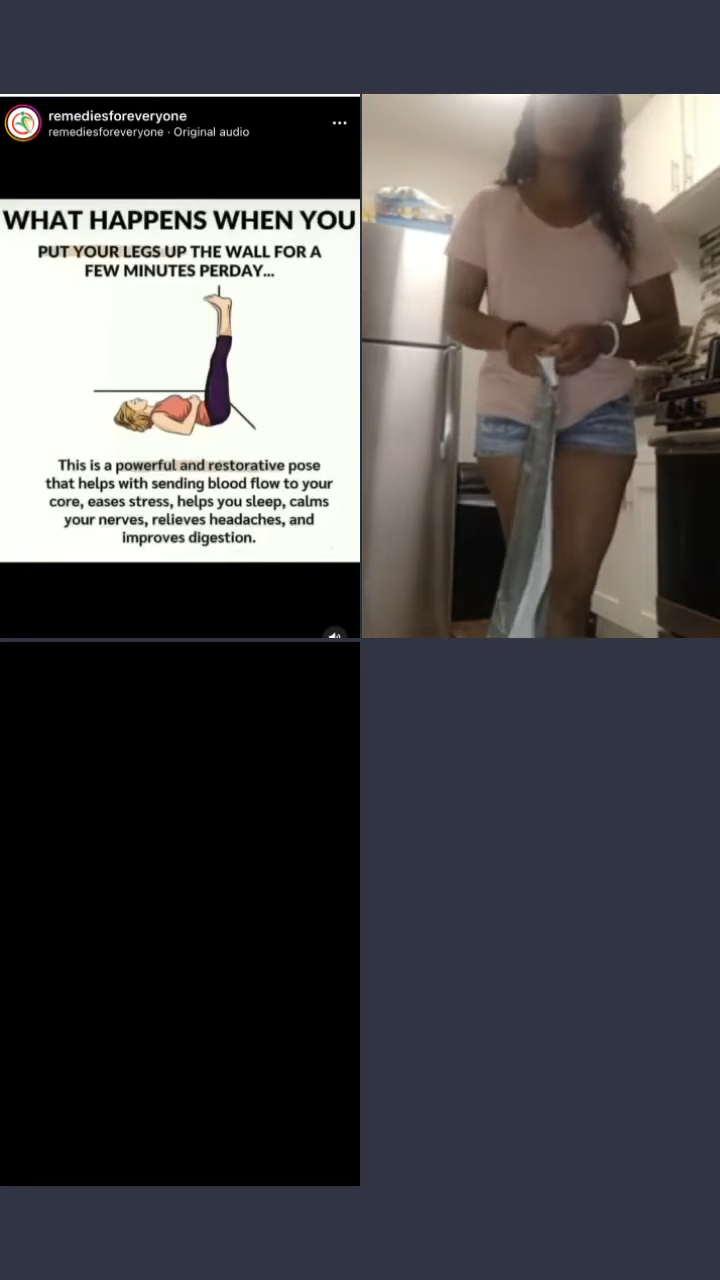 remediesforeveryone
remediesforeveryone · Original audio
WHAT HAPPENS WHEN YOU
PUT YOUR LEGS UP THE WALL FOR A
FEW MINUTES PERDAY...
This is a powerful and restorative pose
that helps with sending blood flow to your
core, eases stress, helps you sleep, calms
your nerves, relieves headaches, and
improves digestion.